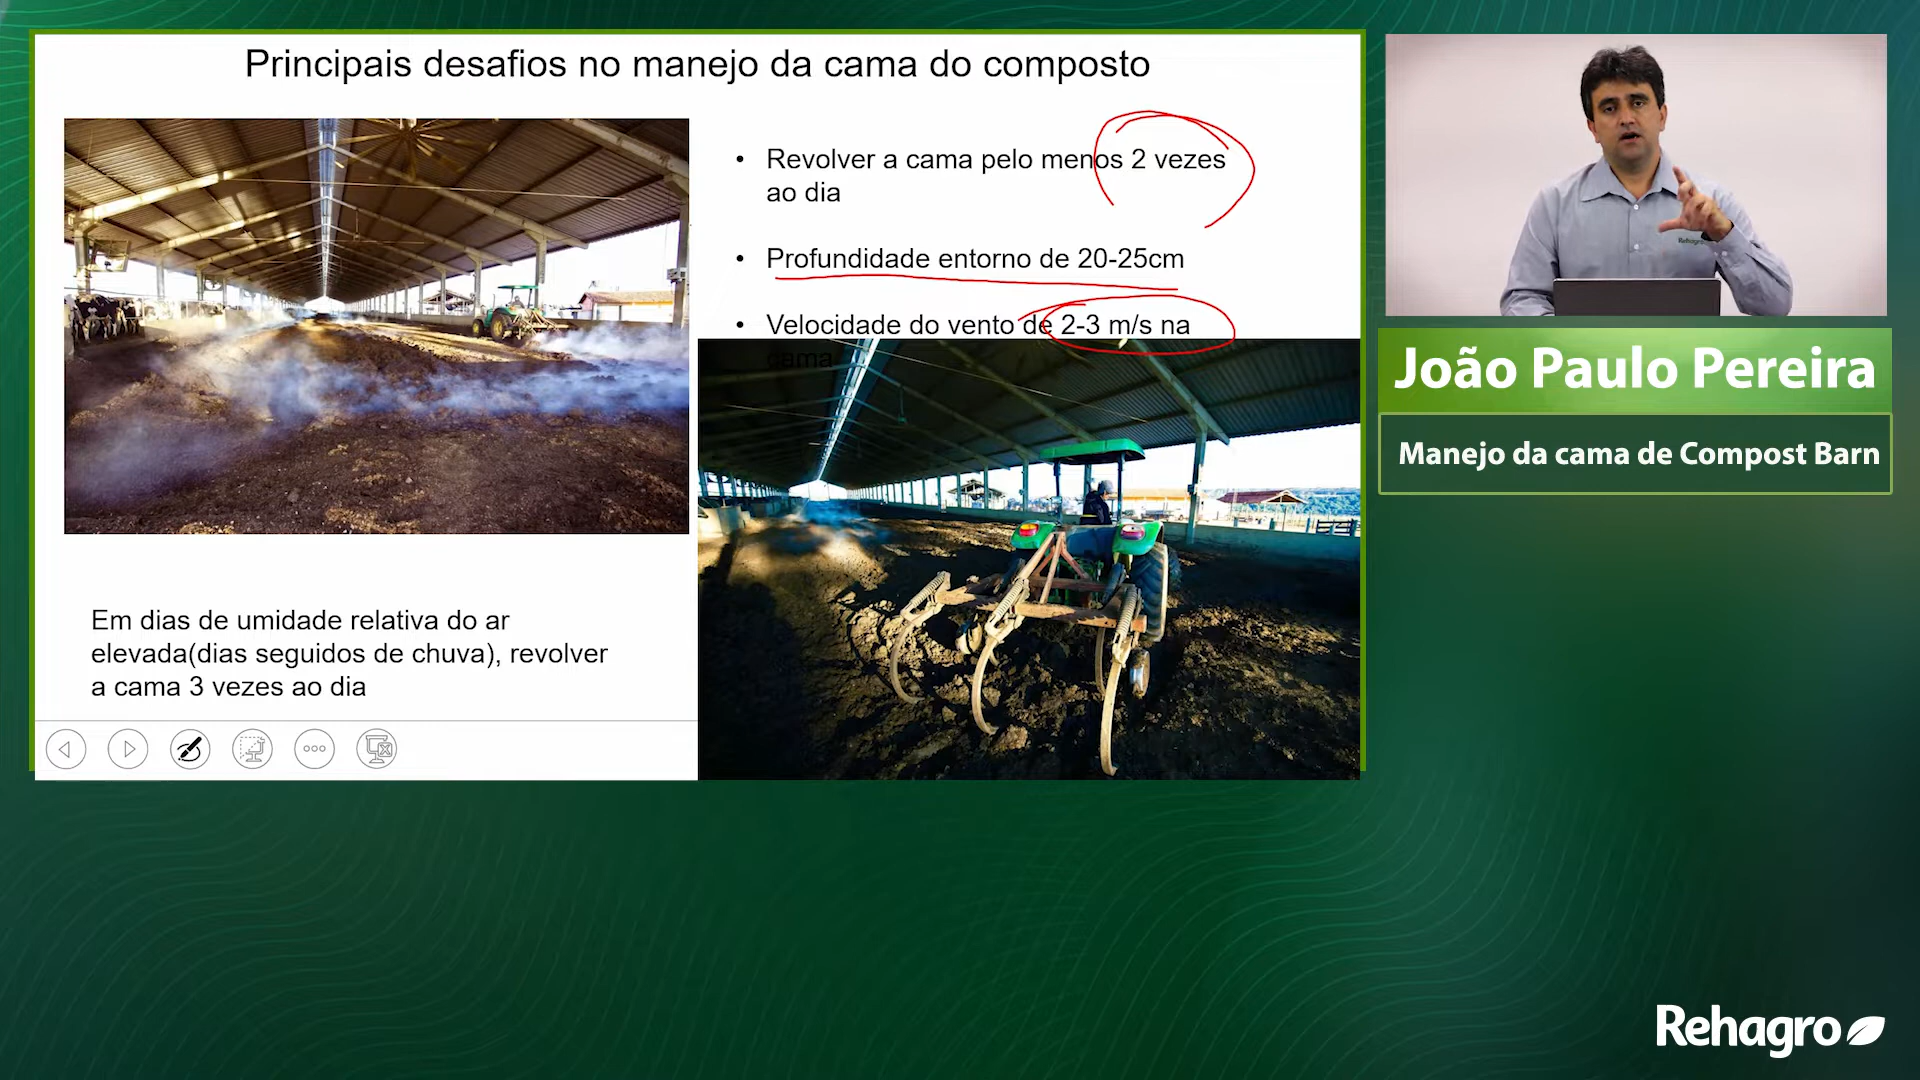 Principais desafios no manejo da cama do composto
• Revolver a cama pelo menos 2 vezes
ao dia
• Profundidade entorno de 20-25cm
• Velocidade do vento de 2-3 m/s na
cama
Em dias de umidade relativa do ar
elevada(dias seguidos de chuva), revolver
a cama 3 vezes ao dia
Rehagro
João Paulo Pereira
Manejo da cama de Compost Barn
Rehagro